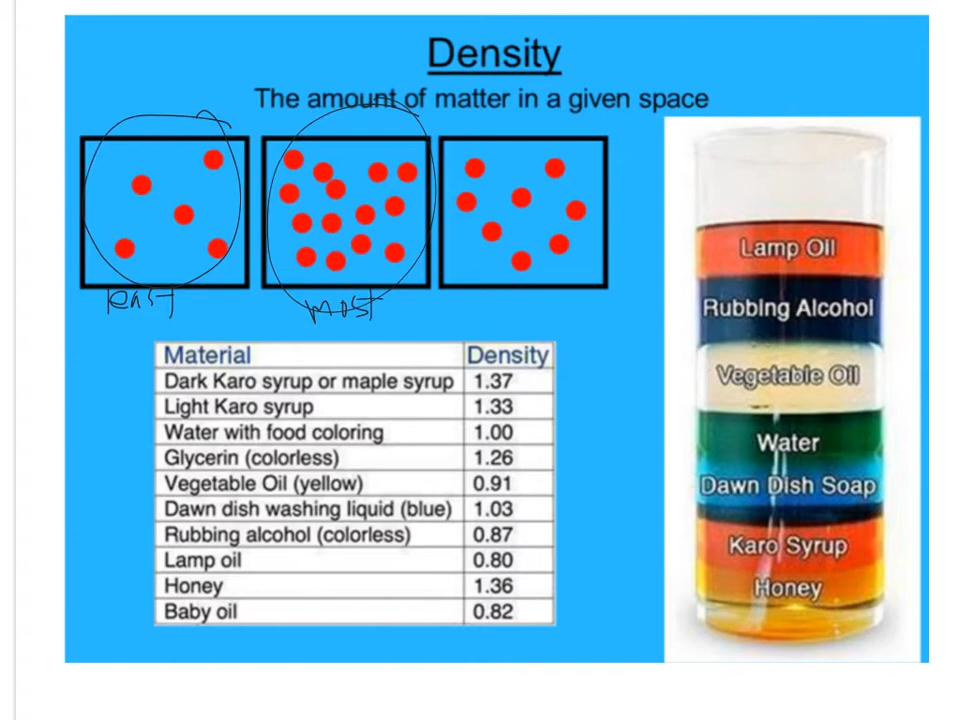 Density
The amount of matter in a given space
least
most
Material Density
Dark Karo syrup or maple syrup 1.37
Light Karo syrup 1.33
Water with food coloring 1.00
Glycerin (colorless) 1.26
Vegetable Oil (yellow) 0.91
Dawn dish washing liquid (blue) 1.03
Rubbing alcohol (colorless) 0.87
Lamp oil 0.80
Honey 1.36
Baby oil 0.82
Lamp Oil
Rubbing Alcohol
Vegetable Oil
Water
Dawn Dish Soap
Karo Syrup
Honey